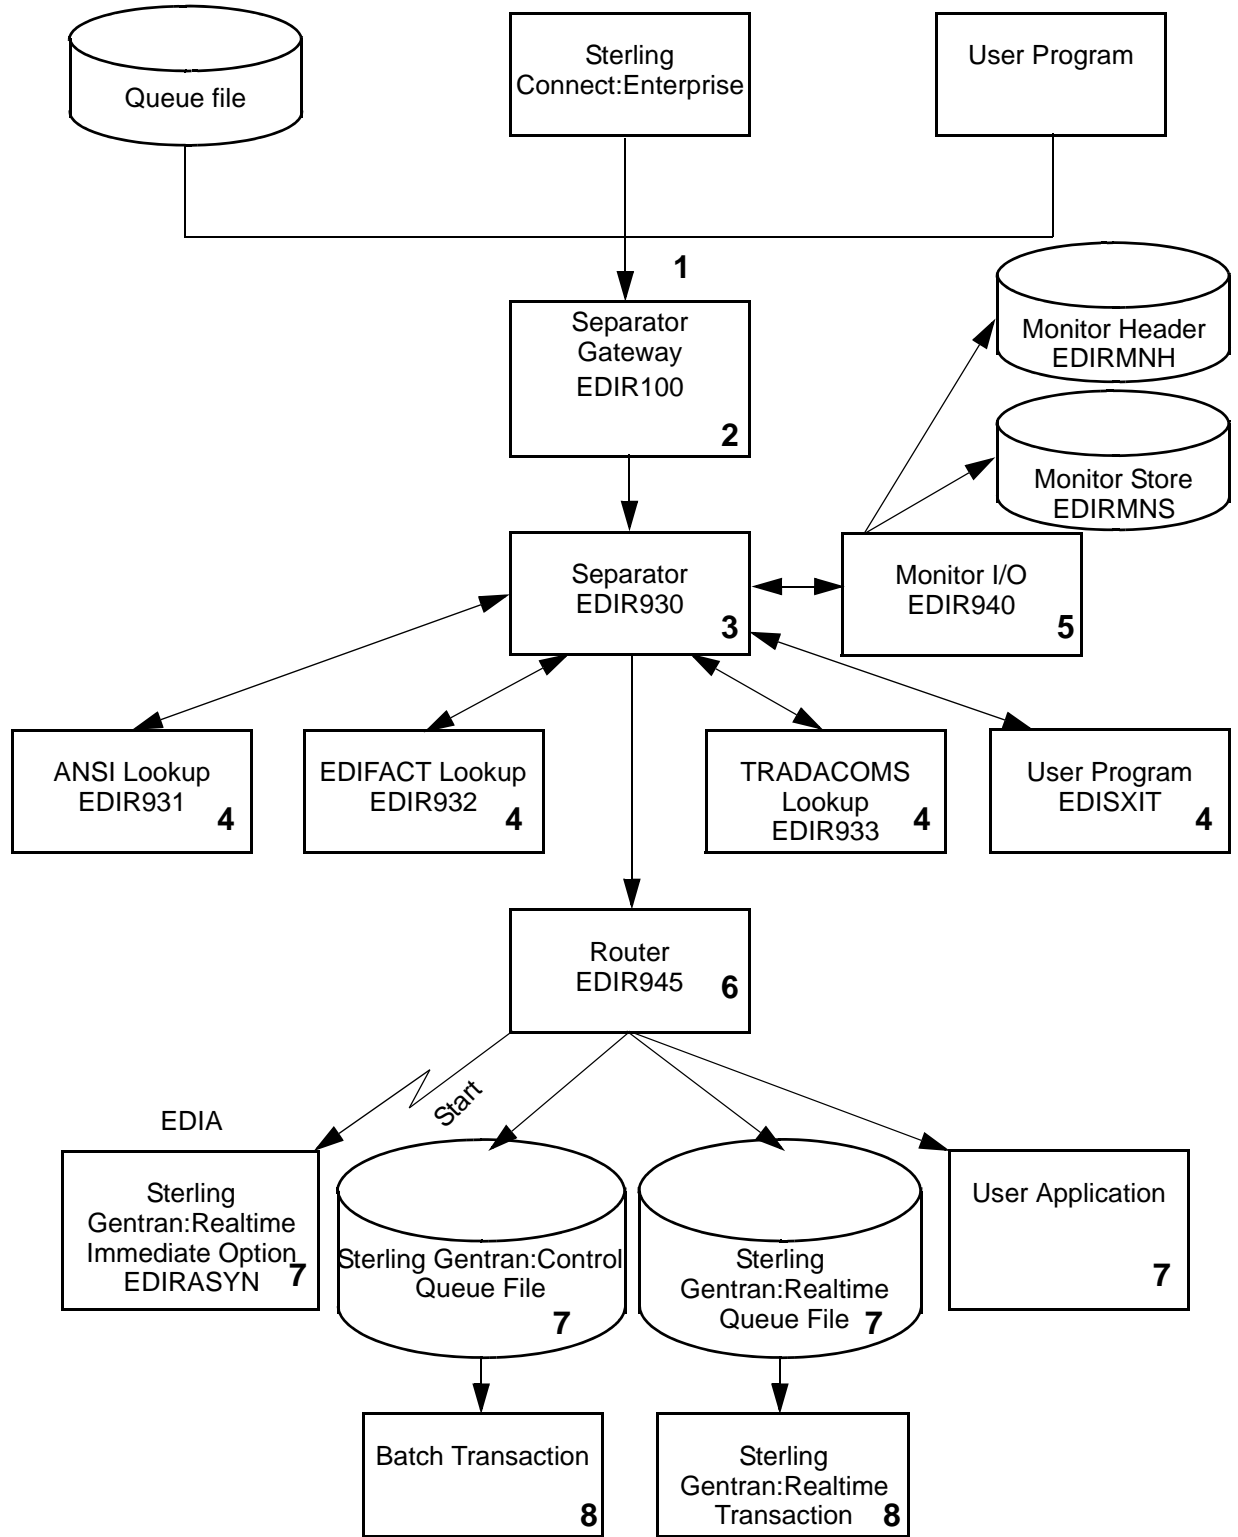 Queue file
Sterling
Connect:Enterprise
User Program
1
Separator
Gateway
EDIR100
2
Monitor Header
EDIRMNH
Monitor Store
EDIRMNS
Separator
EDIR930
3
Monitor I/O
EDIR940
5
ANSI Lookup
EDIR931
4
EDIFACT Lookup
EDIR932
4
TRADACOMS
Lookup
EDIR933
4
User Program
EDISXIT
4
Router
EDIR945
6
Start
EDIA
Sterling
Gentran:Realtime
Immediate Option
EDIRASYN
7
Sterling Gentran:Control
Queue File
7
Sterling
Gentran:Realtime
Queue File
7
User Application
7
Batch Transaction
8
Sterling
Gentran:Realtime
Transaction
8